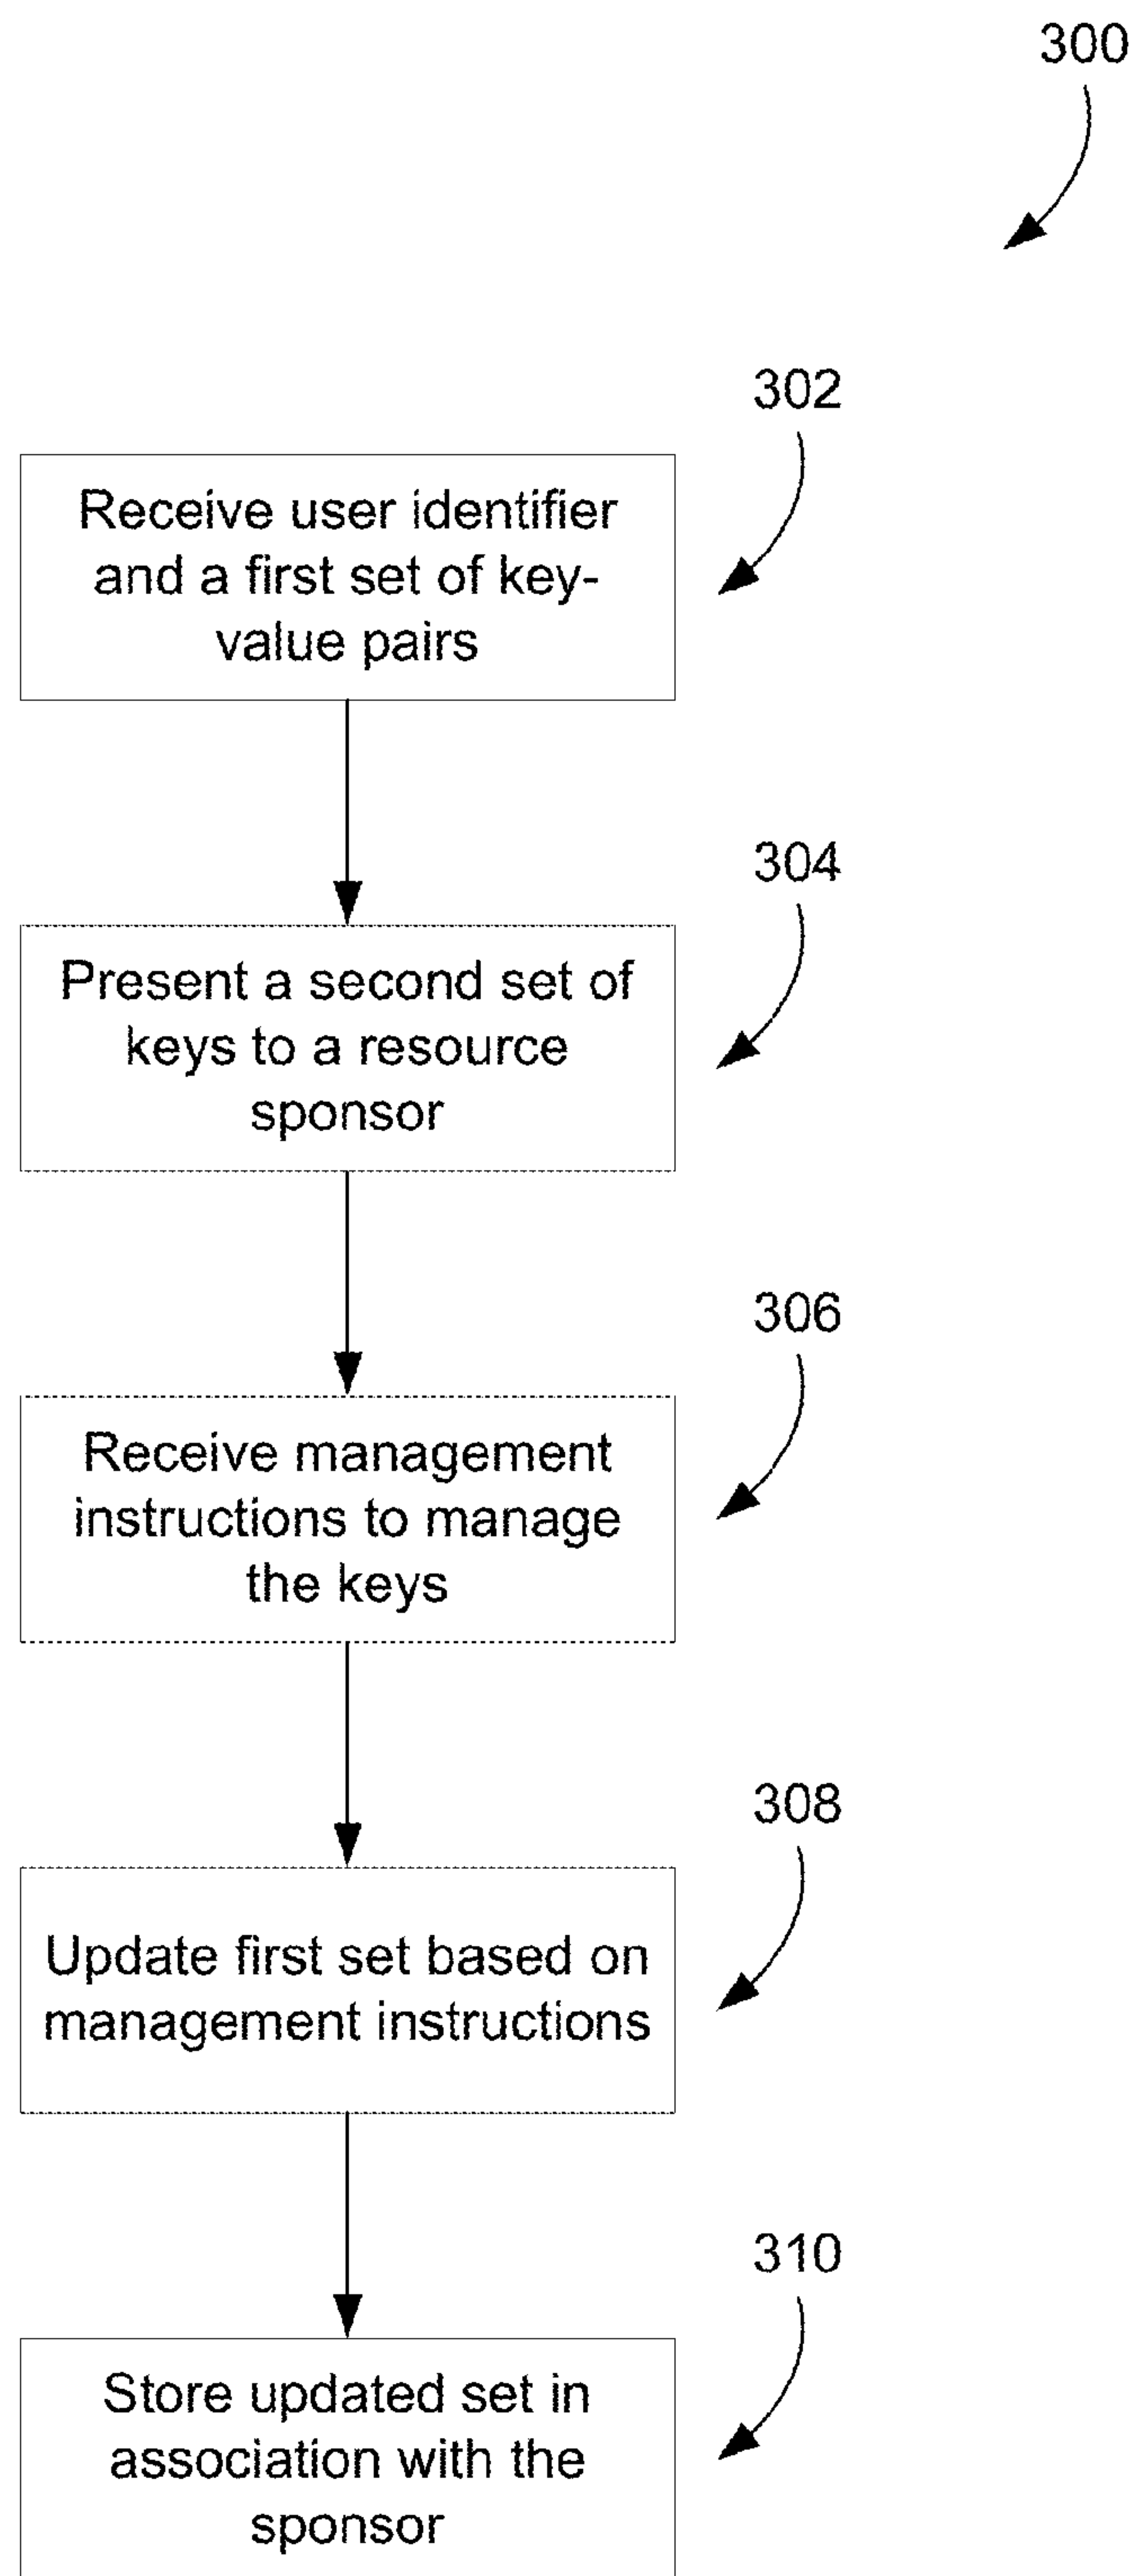 300
302
Receive user identifier
and a first set of key-
value pairs
304
Present a second set of
keys to a resource
sponsor
306
Receive management
instructions to manage
the keys
308
Update first set based on
management instructions
310
Store updated set in
association with the
sponsor